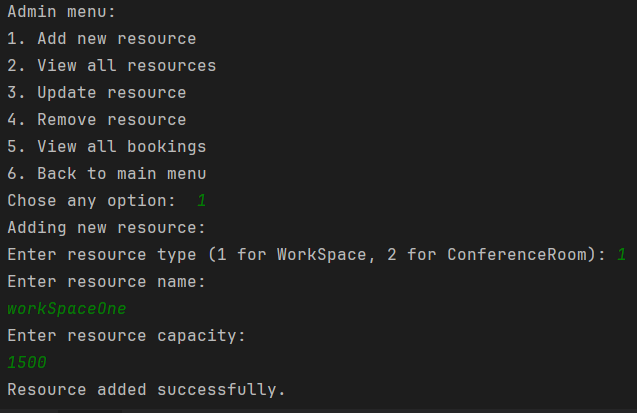 Admin menu:
1. Add new resource
2. View all resources
3. Update resource
4. Remove resource
5. View all bookings
6. Back to main menu
Chose any option:  1
Adding new resource:
Enter resource type (1 for WorkSpace, 2 for ConferenceRoom): 1
Enter resource name:
workSpaceOne
Enter resource capacity:
1500
Resource added successfully.